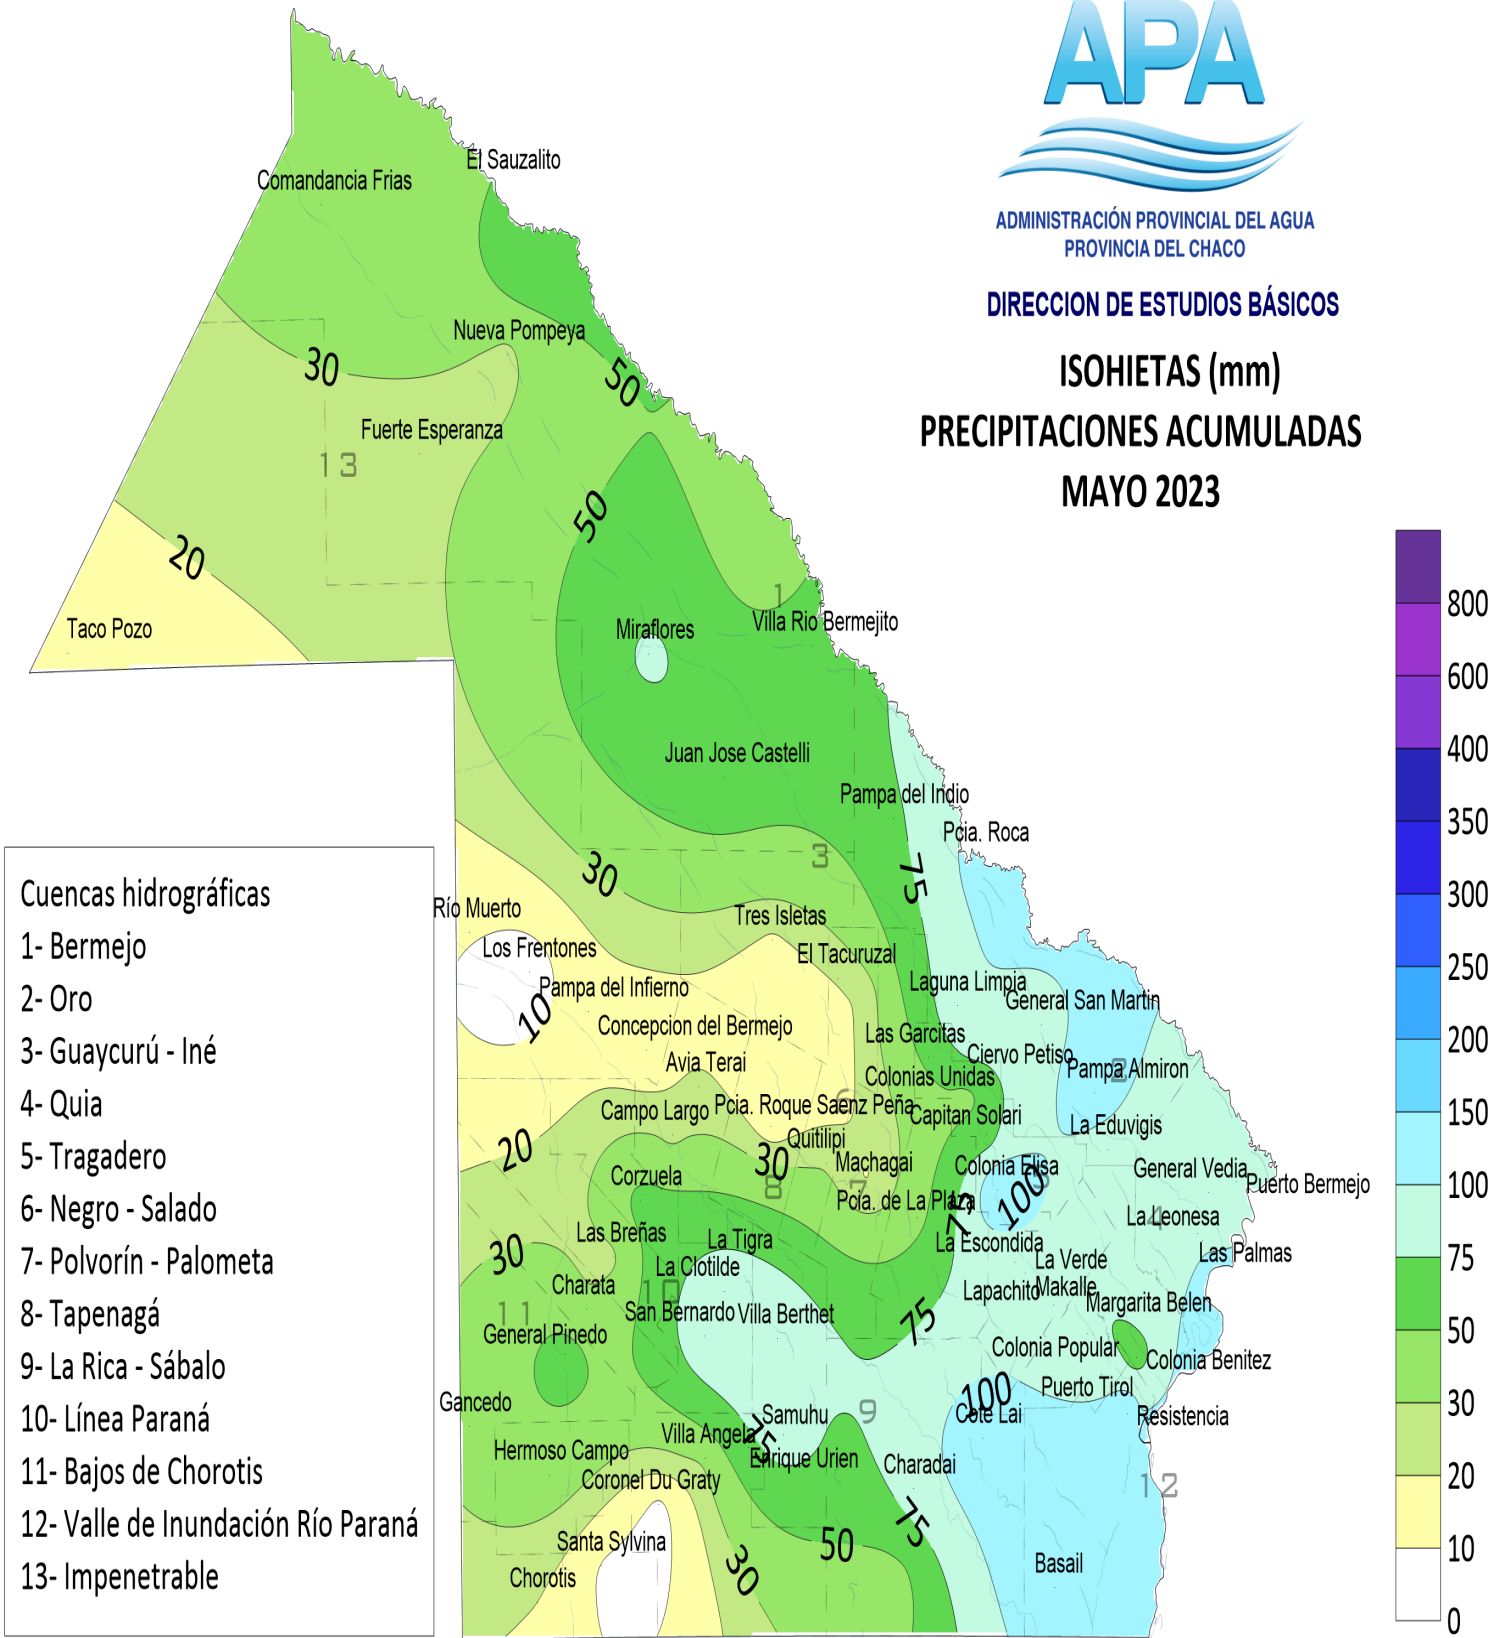 APA
ADMINISTRACIÓN PROVINCIAL DEL AGUA
PROVINCIA DEL CHACO
DIRECCION DE ESTUDIOS BÁSICOS
ISOHIETAS (mm)
PRECIPITACIONES ACUMULADAS
MAYO 2023
El Sauzalito
Comandancia Frias
Nueva Pompeya
30
50
Fuerte Esperanza
13
50
20
1
Taco Pozo
Miraflores
Villa Rio Bermejito
Juan Jose Castelli
Pampa del Indio
Pcia. Roca
3
30
75
Río Muerto
Tres Isletas
Los Frentones
El Tacuruzal
Pampa del Infierno
Laguna Limpia
General San Martin
10
Concepcion del Bermejo
Las Garcitas
Avia Terai
Ciervo Petiso
Pampa Almiron
2
Colonias Unidas
6
Campo Largo
Pcia. Roque Saenz Peña
Capitan Solari
La Eduvigis
20
Quitilipi
30
Machagai
Colonia Elisa
General Vedia
Corzuela
8
7
5
100
Puerto Bermejo
Pcia. de La Plaza
75
La Leonesa
4
Las Breñas
La Tigra
La Escondida
Las Palmas
30
La Clotilde
La Verde
Charata
10
Lapachito
Makalle
Margarita Belen
11
San Bernardo
Villa Berthet
75
General Pinedo
Colonia Popular
Colonia Benitez
Puerto Tirol
100
Gancedo
Samuhu
9
Cote Lai
Resistencia
Villa Angela
75
Hermoso Campo
Enrique Urien
Charadai
Coronel Du Graty
12
75
Santa Sylvina
50
30
Basail
Chorotis
Cuencas hidrográficas
1- Bermejo
2- Oro
3- Guaycurú - Iné
4- Quia
5- Tragadero
6- Negro - Salado
7- Polvorín - Palometa
8- Tapenagá
9- La Rica - Sábalo
10- Línea Paraná
11- Bajos de Chorotis
12- Valle de Inundación Río Paraná
13- Impenetrable
800
600
400
350
300
250
200
150
100
75
50
30
20
10
0